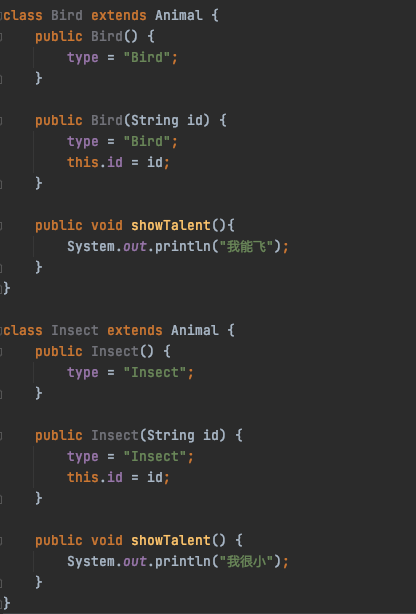 class Bird extends Animal {
    public Bird() {
        type = "Bird";
    }

    public Bird(String id) {
        type = "Bird";
        this.id = id;
    }

    public void showTalent(){
        System.out.println("我能飞");
    }
}

class Insect extends Animal {
    public Insect() {
        type = "Insect";
    }

    public Insect(String id) {
        type = "Insect";
        this.id = id;
    }

    public void showTalent() {
        System.out.println("我很小");
    }
}